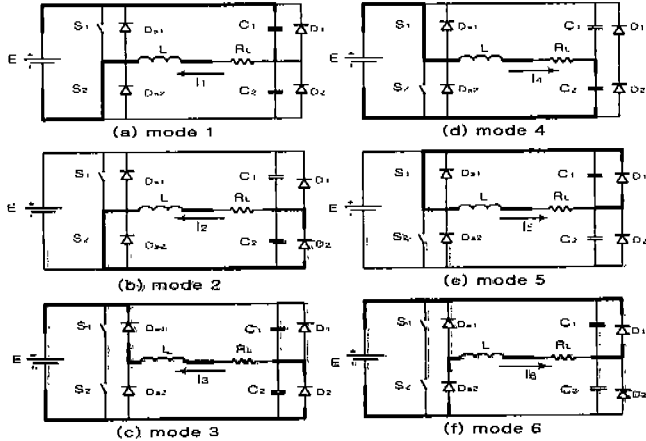 S1 Ds1 C1 D1
E L RL
S2 Ds2 I1 C2 D2
(a) mode 1
S1 Ds1 C1 D1
E L RL
S2 Ds2 I4 C2 D2
(d) mode 4
S1 Ds1 C1 D1
E L RL
S2 Ds2 I2 C2 D2
(b) mode 2
S1 Ds1 C1 D1
E L RL
S2 Ds2 I5 C2 D2
(e) mode 5
S1 Ds1 C1 D1
E L RL
S2 Ds2 I3 C2 D2
(c) mode 3
S1 Ds1 C1 D1
E L RL
S2 Ds2 I6 C2 D2
(f) mode 6